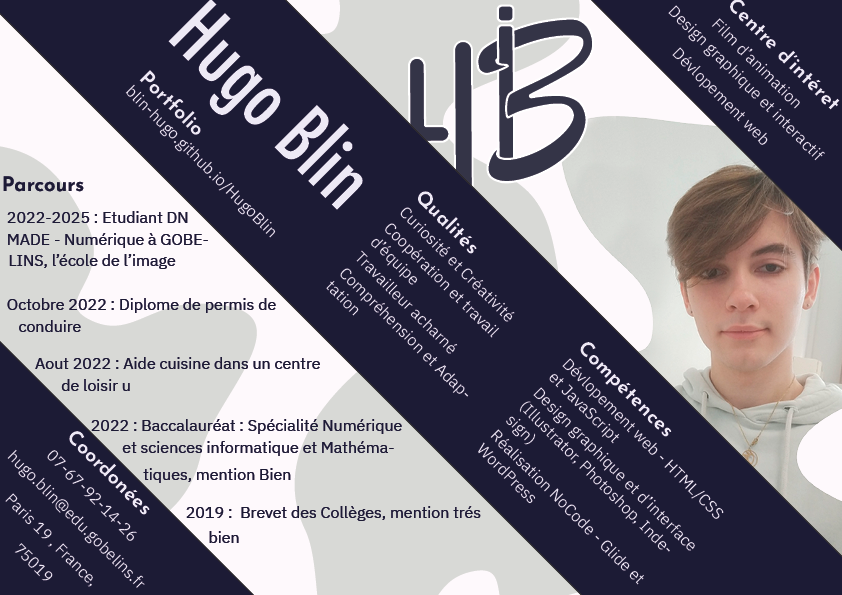 Hugo Blin
Portfolio
blin-hugo.github.io/HugoBlin
HB
Centre d'intéret
Film d'animation
Design graphique et interactif
Dévlopement web
Parcours
2022-2025 : Etudiant DN
MADE - Numérique à GOBE-
LINS, l'école de l'image
Octobre 2022 : Diplome de permis de
conduire
Aout 2022 : Aide cuisine dans un centre
de loisir u
2022 : Baccalauréat : Spécialité Numérique
et sciences informatique et Mathéma-
tiques, mention Bien
2019 : Brevet des Collèges, mention trés
bien
Qualités
Curiosité et Créativité
Coopération et travail
d'équipe
Travailleur acharné
Compréhension et Adap-
tation
Compétences
Dévlopement web - HTML/CSS
et JavaScript
Design graphique et d'interface
(Illustrator, Photoshop, Inde-
sign)
Réalisation NoCode - Glide et
WordPress
Coordonées
07-67-92-14-26
hugo.blin@edu.gobelins.fr
Paris 19 , France,
75019